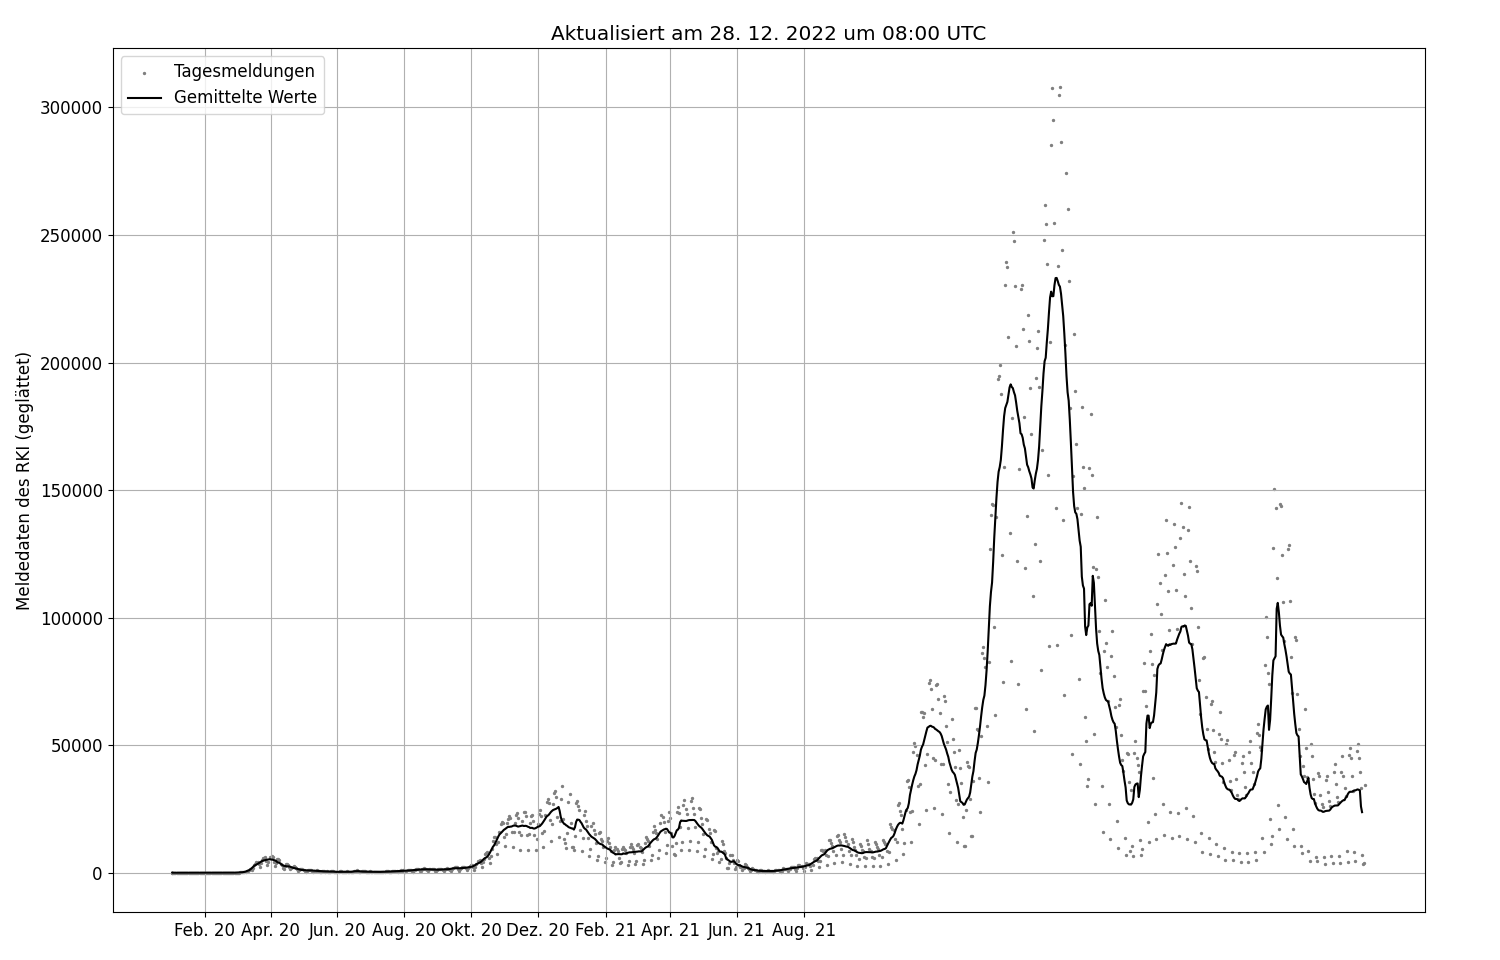 Aktualisiert am 28. 12. 2022 um 08:00 UTC
Tagesmeldungen
Gemittelte Werte
Meldedaten des RKI (geglättet)
300000
250000
200000
150000
100000
50000
0
Feb. 20 Apr. 20 Jun. 20 Aug. 20 Okt. 20 Dez. 20 Feb. 21 Apr. 21 Jun. 21 Aug. 21